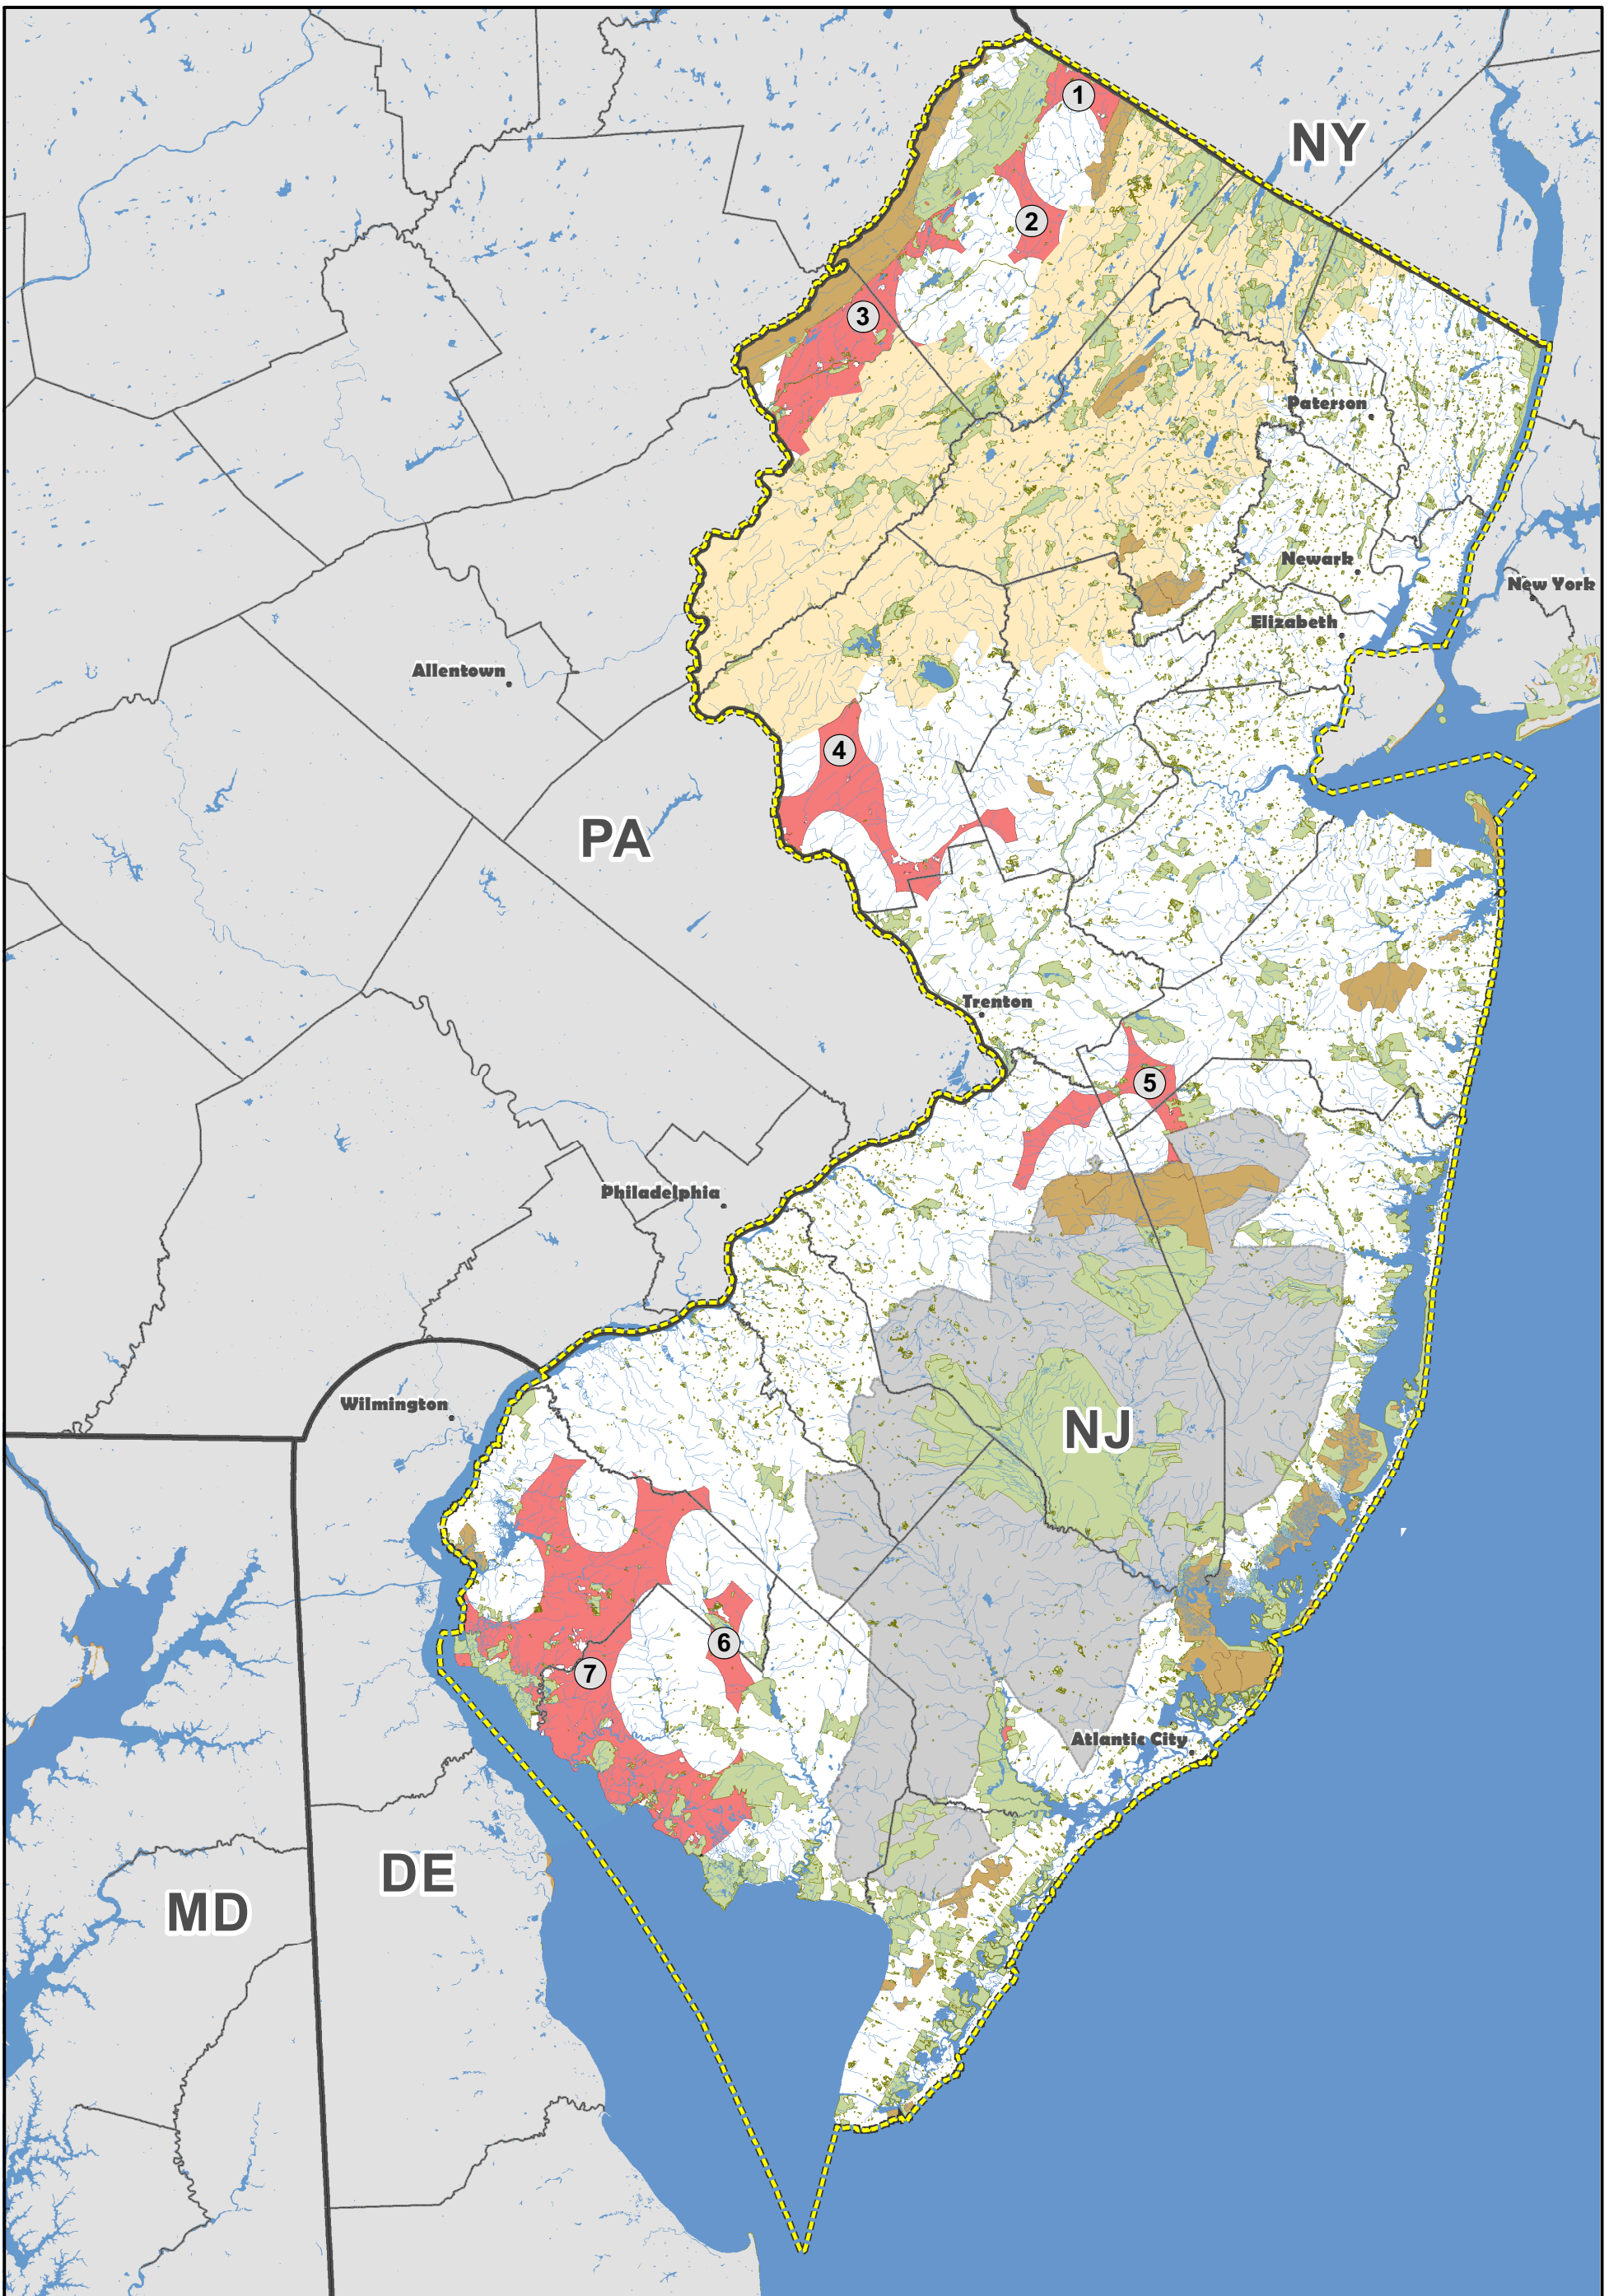 1
NY
2
3
Paterson
Newark
New York
Elizabeth
Allentown
4
PA
Trenton
5
Philadelphia
Wilmington
NJ
6
7
Atlantic City
DE
MD